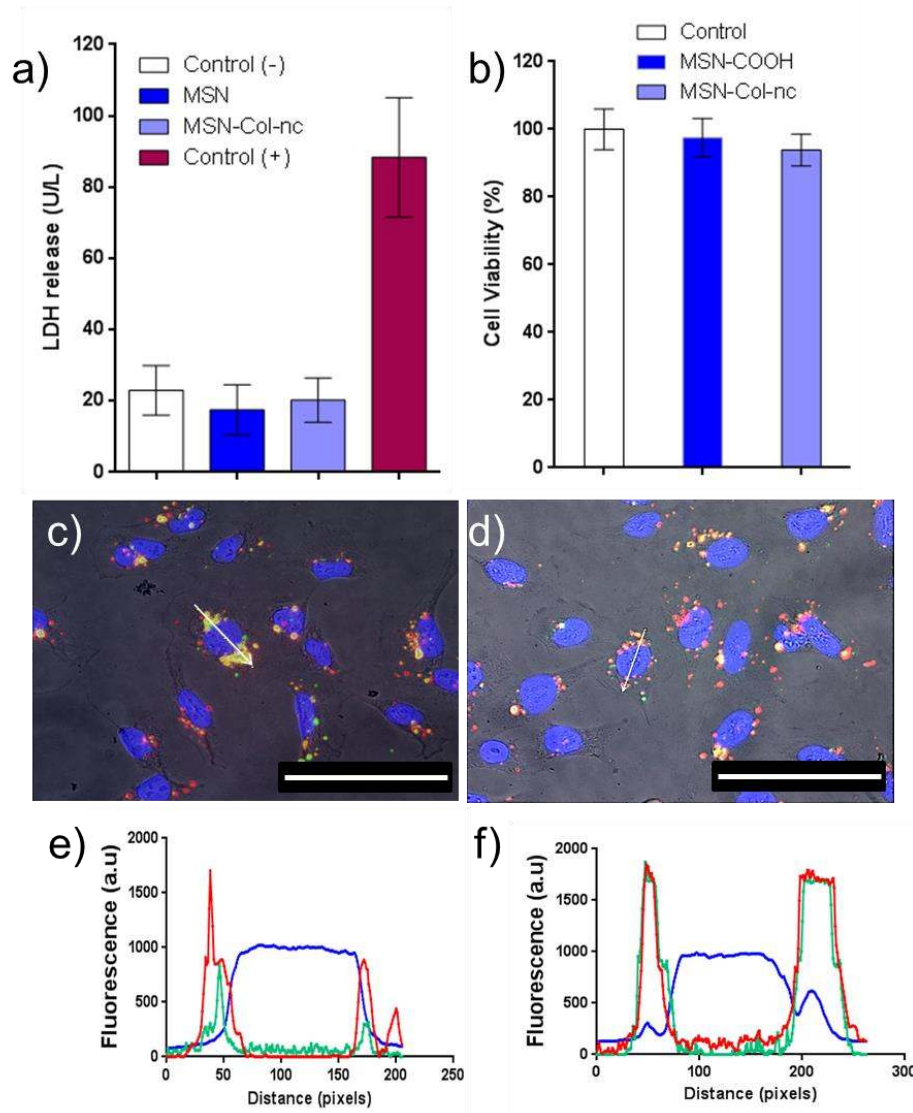 a)
120
100
80
60
40
20
0
LDH release (U/L)
Control (-)
MSN
MSN-Col-nc
Control (+)
b)
120
100
80
60
40
20
0
Cell Viability (%)
Control
MSN-COOH
MSN-Col-nc
c)
d)
e)
2000
1500
1000
500
0
Fluorescence (a.u)
0 50 100 150 200 250
Distance (pixels)
f)
2000
1500
1000
500
0
Fluorescence (a.u)
0 100 200 300
Distance (pixels)